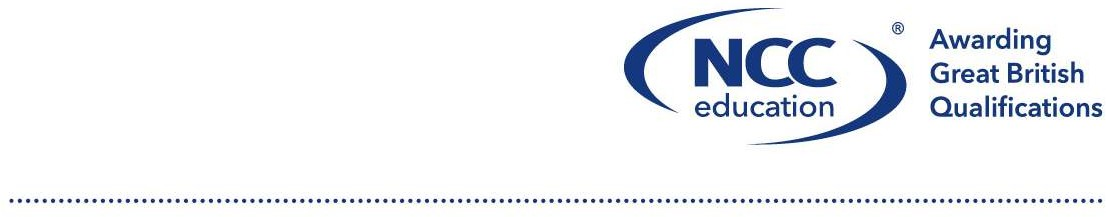 NCC
education
®
Awarding
Great British
Qualifications